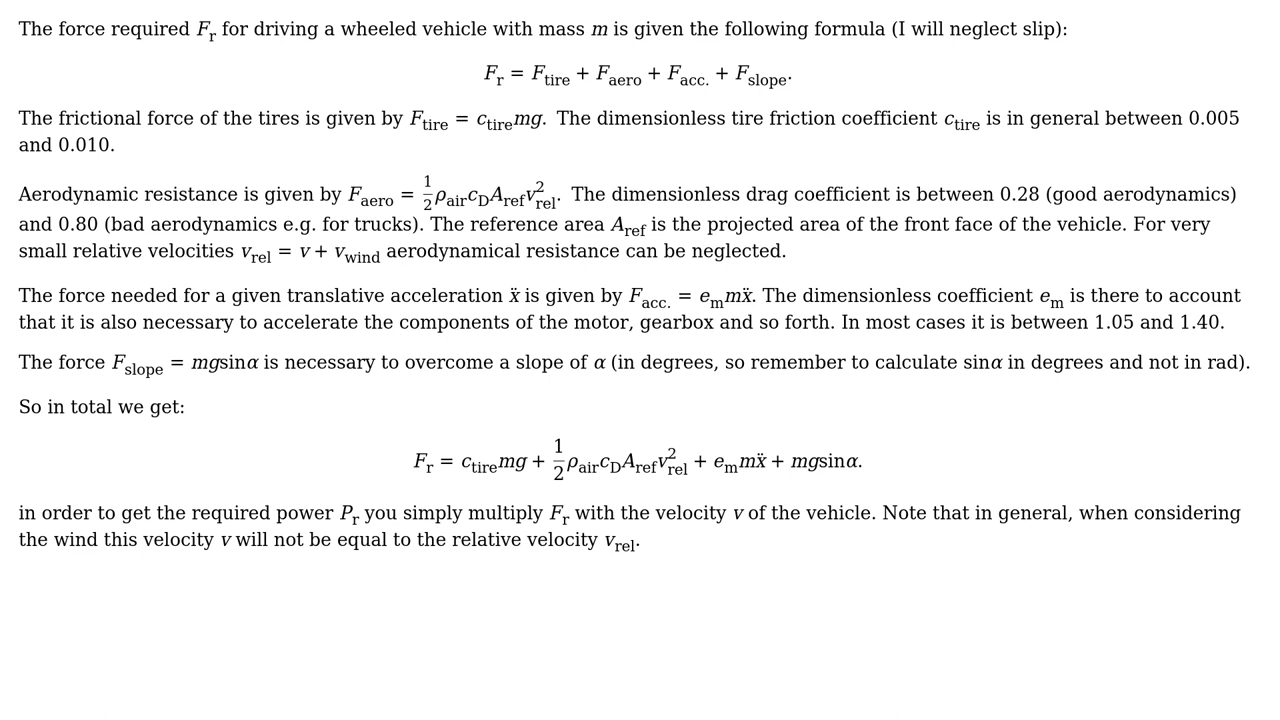 The force required F_r for driving a wheeled vehicle with mass m is given the following formula (I will neglect slip):
F_r = F_tire + F_aero + F_acc. + F_slope.
The frictional force of the tires is given by F_tire = c_tire mg. The dimensionless tire friction coefficient c_tire is in general between 0.005
and 0.010.
Aerodynamic resistance is given by F_aero = 1/2 ρ_air c_D A_ref v_rel^2. The dimensionless drag coefficient is between 0.28 (good aerodynamics)
and 0.80 (bad aerodynamics e.g. for trucks). The reference area A_ref is the projected area of the front face of the vehicle. For very
small relative velocities v_rel = v + v_wind aerodynamical resistance can be neglected.
The force needed for a given translative acceleration ẍ is given by F_acc. = e_m mẍ. The dimensionless coefficient e_m is there to account
that it is also necessary to accelerate the components of the motor, gearbox and so forth. In most cases it is between 1.05 and 1.40.
The force F_slope = mg sin α is necessary to overcome a slope of α (in degrees, so remember to calculate sin α in degrees and not in rad).
So in total we get:
F_r = c_tire mg + 1/2 ρ_air c_D A_ref v_rel^2 + e_m mẍ + mg sin α.
in order to get the required power P_r you simply multiply F_r with the velocity v of the vehicle. Note that in general, when considering
the wind this velocity v will not be equal to the relative velocity v_rel.